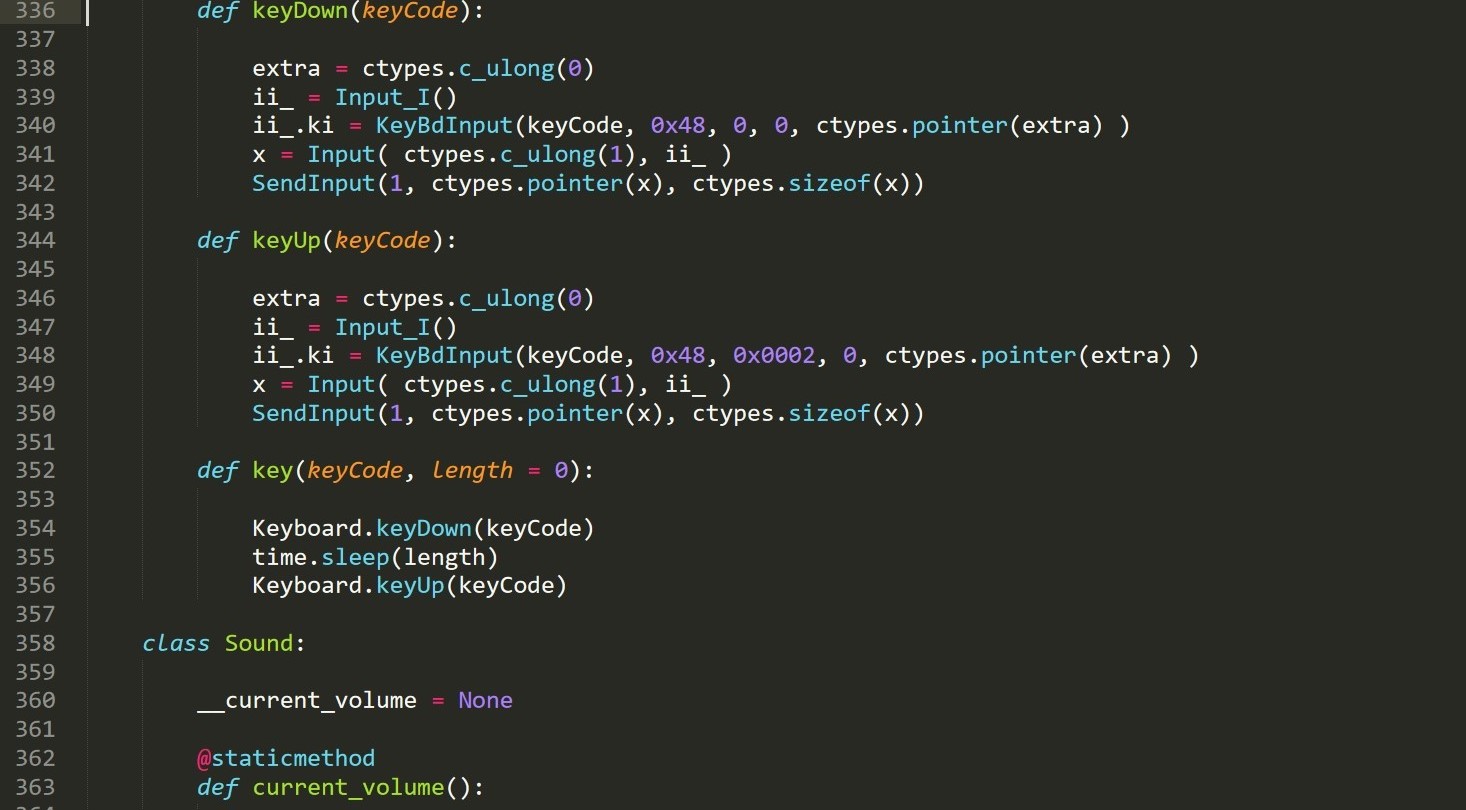 336 def keyDown(keyCode):
337
338 extra = ctypes.c_ulong(0)
339 ii_ = Input_I()
340 ii_.ki = KeyBdInput(keyCode, 0x48, 0, 0, ctypes.pointer(extra) )
341 x = Input( ctypes.c_ulong(1), ii_ )
342 SendInput(1, ctypes.pointer(x), ctypes.sizeof(x))
343
344 def keyUp(keyCode):
345
346 extra = ctypes.c_ulong(0)
347 ii_ = Input_I()
348 ii_.ki = KeyBdInput(keyCode, 0x48, 0x0002, 0, ctypes.pointer(extra) )
349 x = Input( ctypes.c_ulong(1), ii_ )
350 SendInput(1, ctypes.pointer(x), ctypes.sizeof(x))
351
352 def key(keyCode, length = 0):
353
354 Keyboard.keyDown(keyCode)
355 time.sleep(length)
356 Keyboard.keyUp(keyCode)
357
358 class Sound:
359
360 __current_volume = None
361
362 @staticmethod
363 def current_volume():